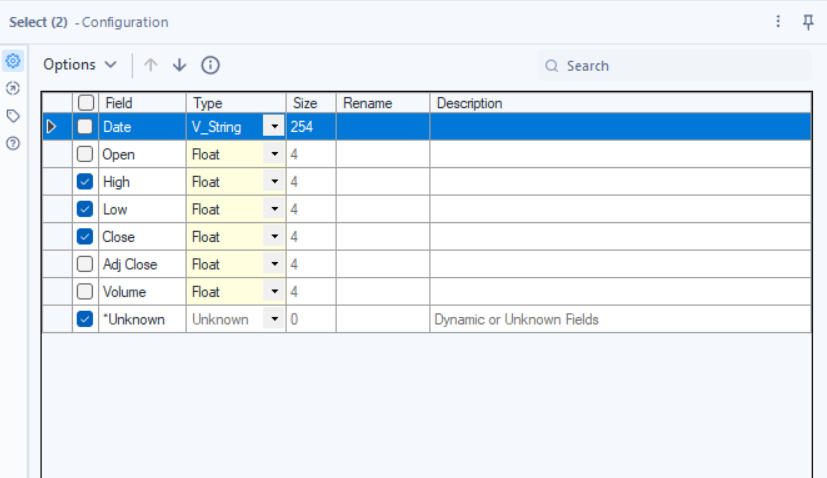 Select (2) - Configuration
Options Search
Field Type Size Rename Description
Date V_String 254
Open Float 4
High Float 4
Low Float 4
Close Float 4
Adj Close Float 4
Volume Float 4
*Unknown Unknown 0 Dynamic or Unknown Fields